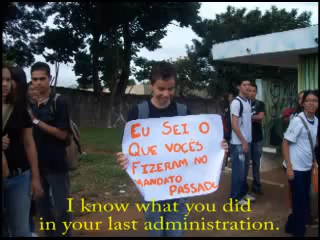 EU SEI O
QUE VOCÊS
FIZERAM NO
MANDATO
PASSADO
I know what you did
in your last administration.